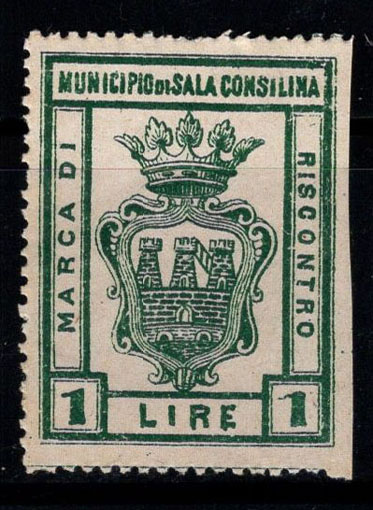 MUNICIPIO DI SALA CONSILINA
MARCA DI
RISCONTRO
1 LIRE 1